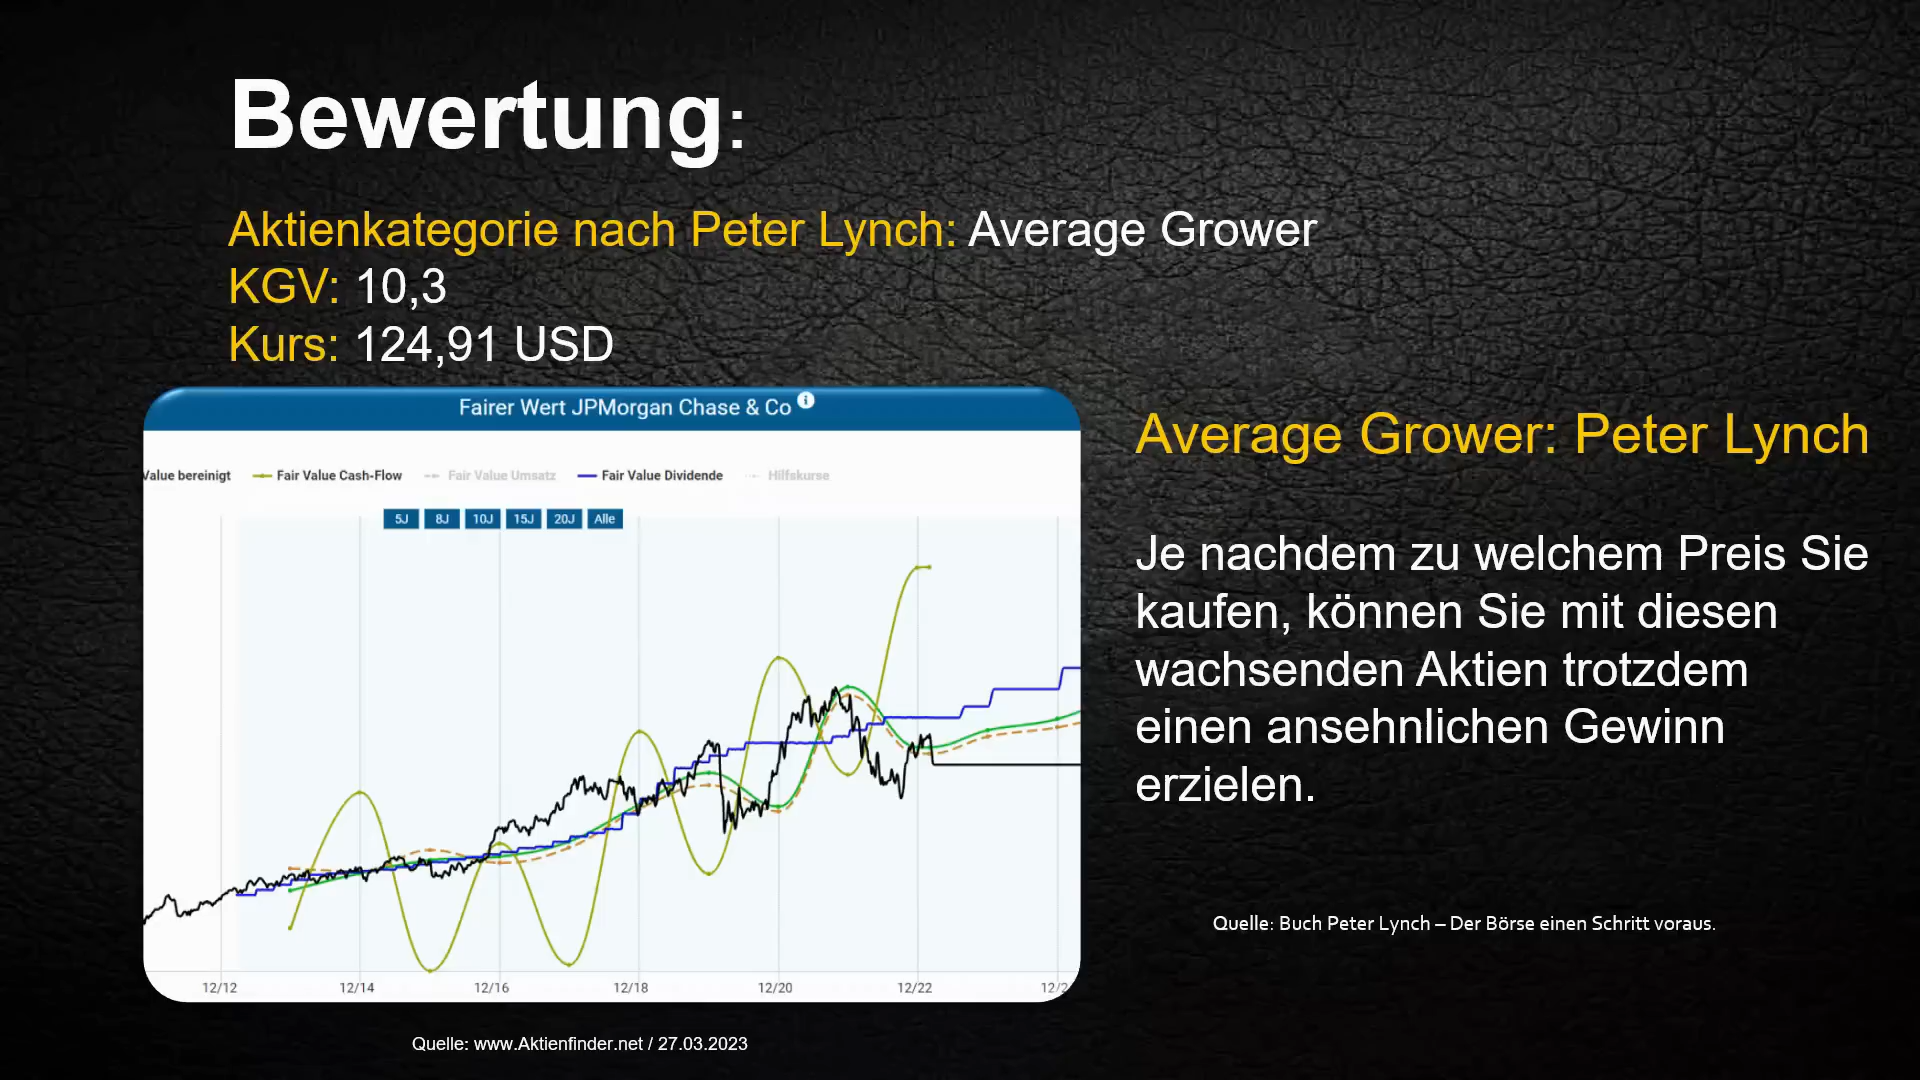 Bewertung:
Aktienkategorie nach Peter Lynch: Average Grower
KGV: 10,3
Kurs: 124,91 USD
Fairer Wert JPMorgan Chase & Co i
Value bereinigt Fair Value Cash-Flow Fair Value Umsatz Fair Value Dividende Hilfskurse
5J 8J 10J 15J 20J Alle
12/12 12/14 12/16 12/18 12/20 12/22
Quelle: www.Aktienfinder.net / 27.03.2023
Average Grower: Peter Lynch
Je nachdem zu welchem Preis Sie
kaufen, können Sie mit diesen
wachsenden Aktien trotzdem
einen ansehnlichen Gewinn
erzielen.
Quelle: Buch Peter Lynch – Der Börse einen Schritt voraus.